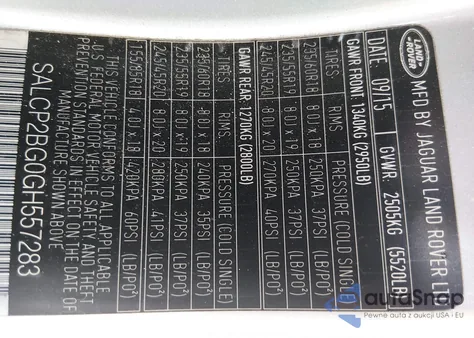 LAND ROVER
MFD BY JAGUAR LAND ROVER
DATE: 09/15 GVWR: 2505KG (5520LB)
GAWR FRONT 1340KG (2950LB)
TIRES RIMS PRESSURE (COLD SINGLE)
235/60R18 8.0J x 18 250KPA 37PSI (LB/PO²)
235/55R19 8.0J x 19 250KPA 37PSI (LB/PO²)
245/45R20 8.0J x 20 270KPA 40PSI (LB/PO²)
GAWR REAR: 1270KG (2800LB)
TIRES RIMS PRESSURE (COLD SINGLE)
235/60R18 8.0J x 18 240KPA 35PSI (LB/PO²)
235/55R19 8.0J x 19 250KPA 37PSI (LB/PO²)
245/45R20 8.0J x 20 280KPA 41PSI (LB/PO²)
x 18 420KPA 60PSI (LB/PO²)
THIS VEHICLE CONFORMS TO ALL APPLICABLE
U S FEDERAL MOTOR VEHICLE SAFETY AND THEFT
PREVENTION STANDARDS IN EFFECT ON THE DATE OF
MANUFACTURE SHOWN ABOVE
SALCP2BG0GH557283
autoSnap
Pewne auta z USA i EU